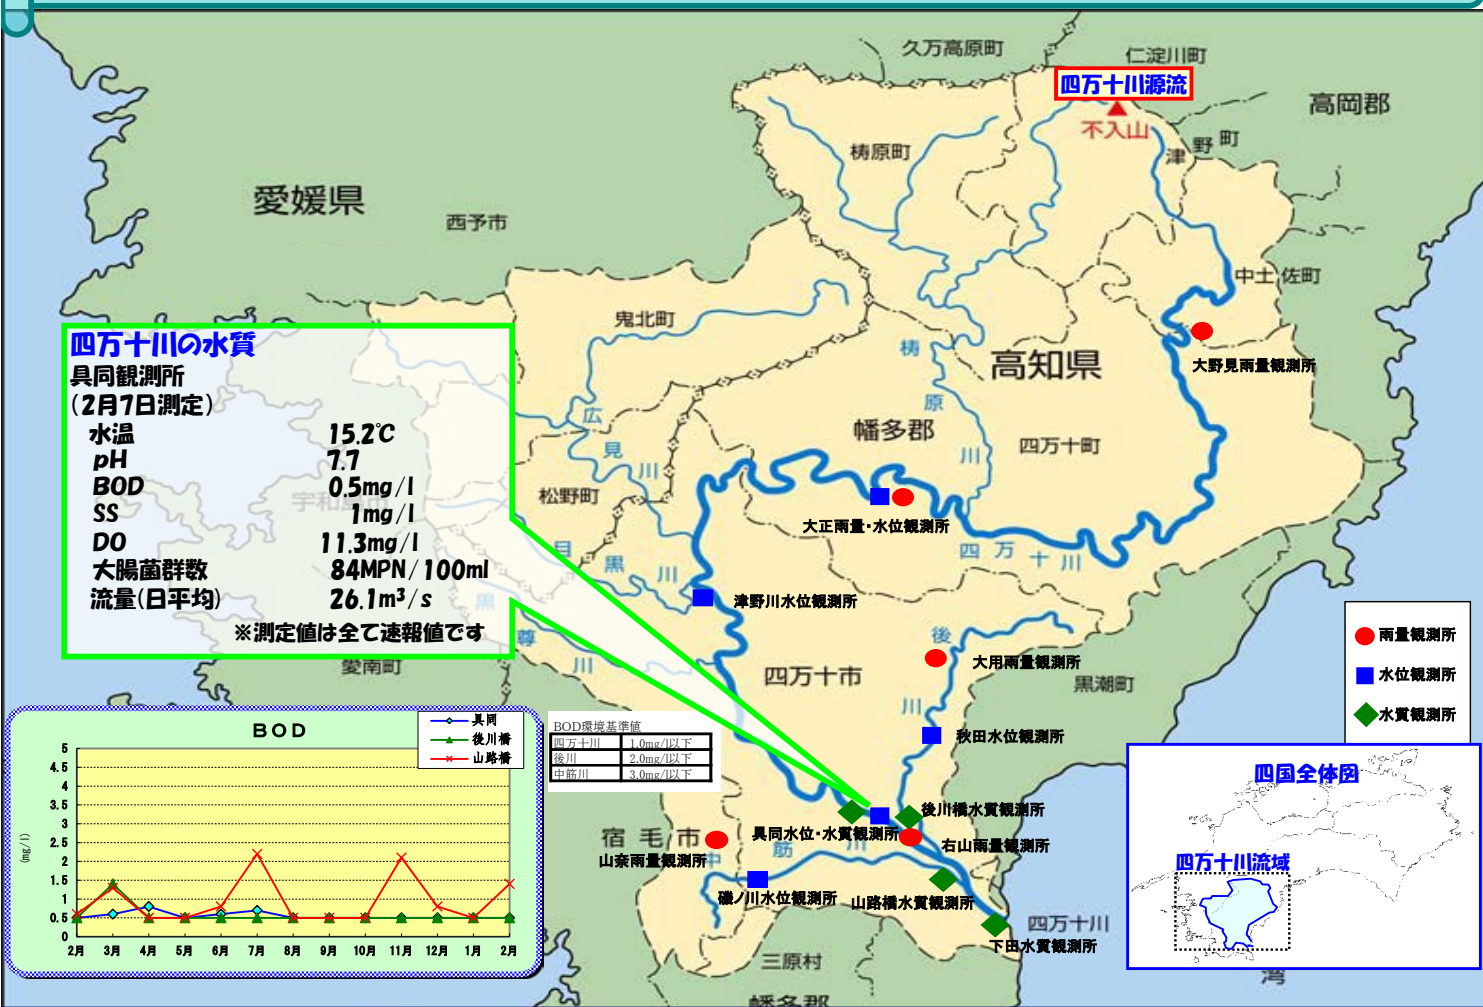 久万高原町
仁淀川町
四万十川源流
不入山
高岡郡
津野町
梼原町
愛媛県
西予市
中土佐町
鬼北町
大野見雨量観測所
高知県
梼原川
幡多郡
四万十町
広見川
松野町
宇和島市
大正雨量・水位観測所
四万十川
目黒川
津野川水位観測所
黒尊川
愛南町
四万十市
後川
大用雨量観測所
黒潮町
秋田水位観測所
後川橋水質観測所
具同水位・水質観測所
右山雨量観測所
宿毛市
山奈雨量観測所
中筋川
磯ノ川水位観測所
山路橋水質観測所
四万十川
下田水質観測所
三原村
幡多郡
湾
四万十川の水質
具同観測所
(2月7日測定)
水温 15.2℃
pH 7.7
BOD 0.5mg/l
SS 1mg/l
DO 11.3mg/l
大腸菌群数 84MPN/100ml
流量(日平均) 26.1m³/s
※測定値は全て速報値です
BOD
具同
後川橋
山路橋
(mg/l)
5
4.5
4
3.5
3
2.5
2
1.5
1
0.5
0
2月 3月 4月 5月 6月 7月 8月 9月 10月 11月 12月 1月 2月
BOD環境基準値
四万十川 1.0mg/l以下
後川 2.0mg/l以下
中筋川 3.0mg/l以下
雨量観測所
水位観測所
水質観測所
四国全体図
四万十川流域